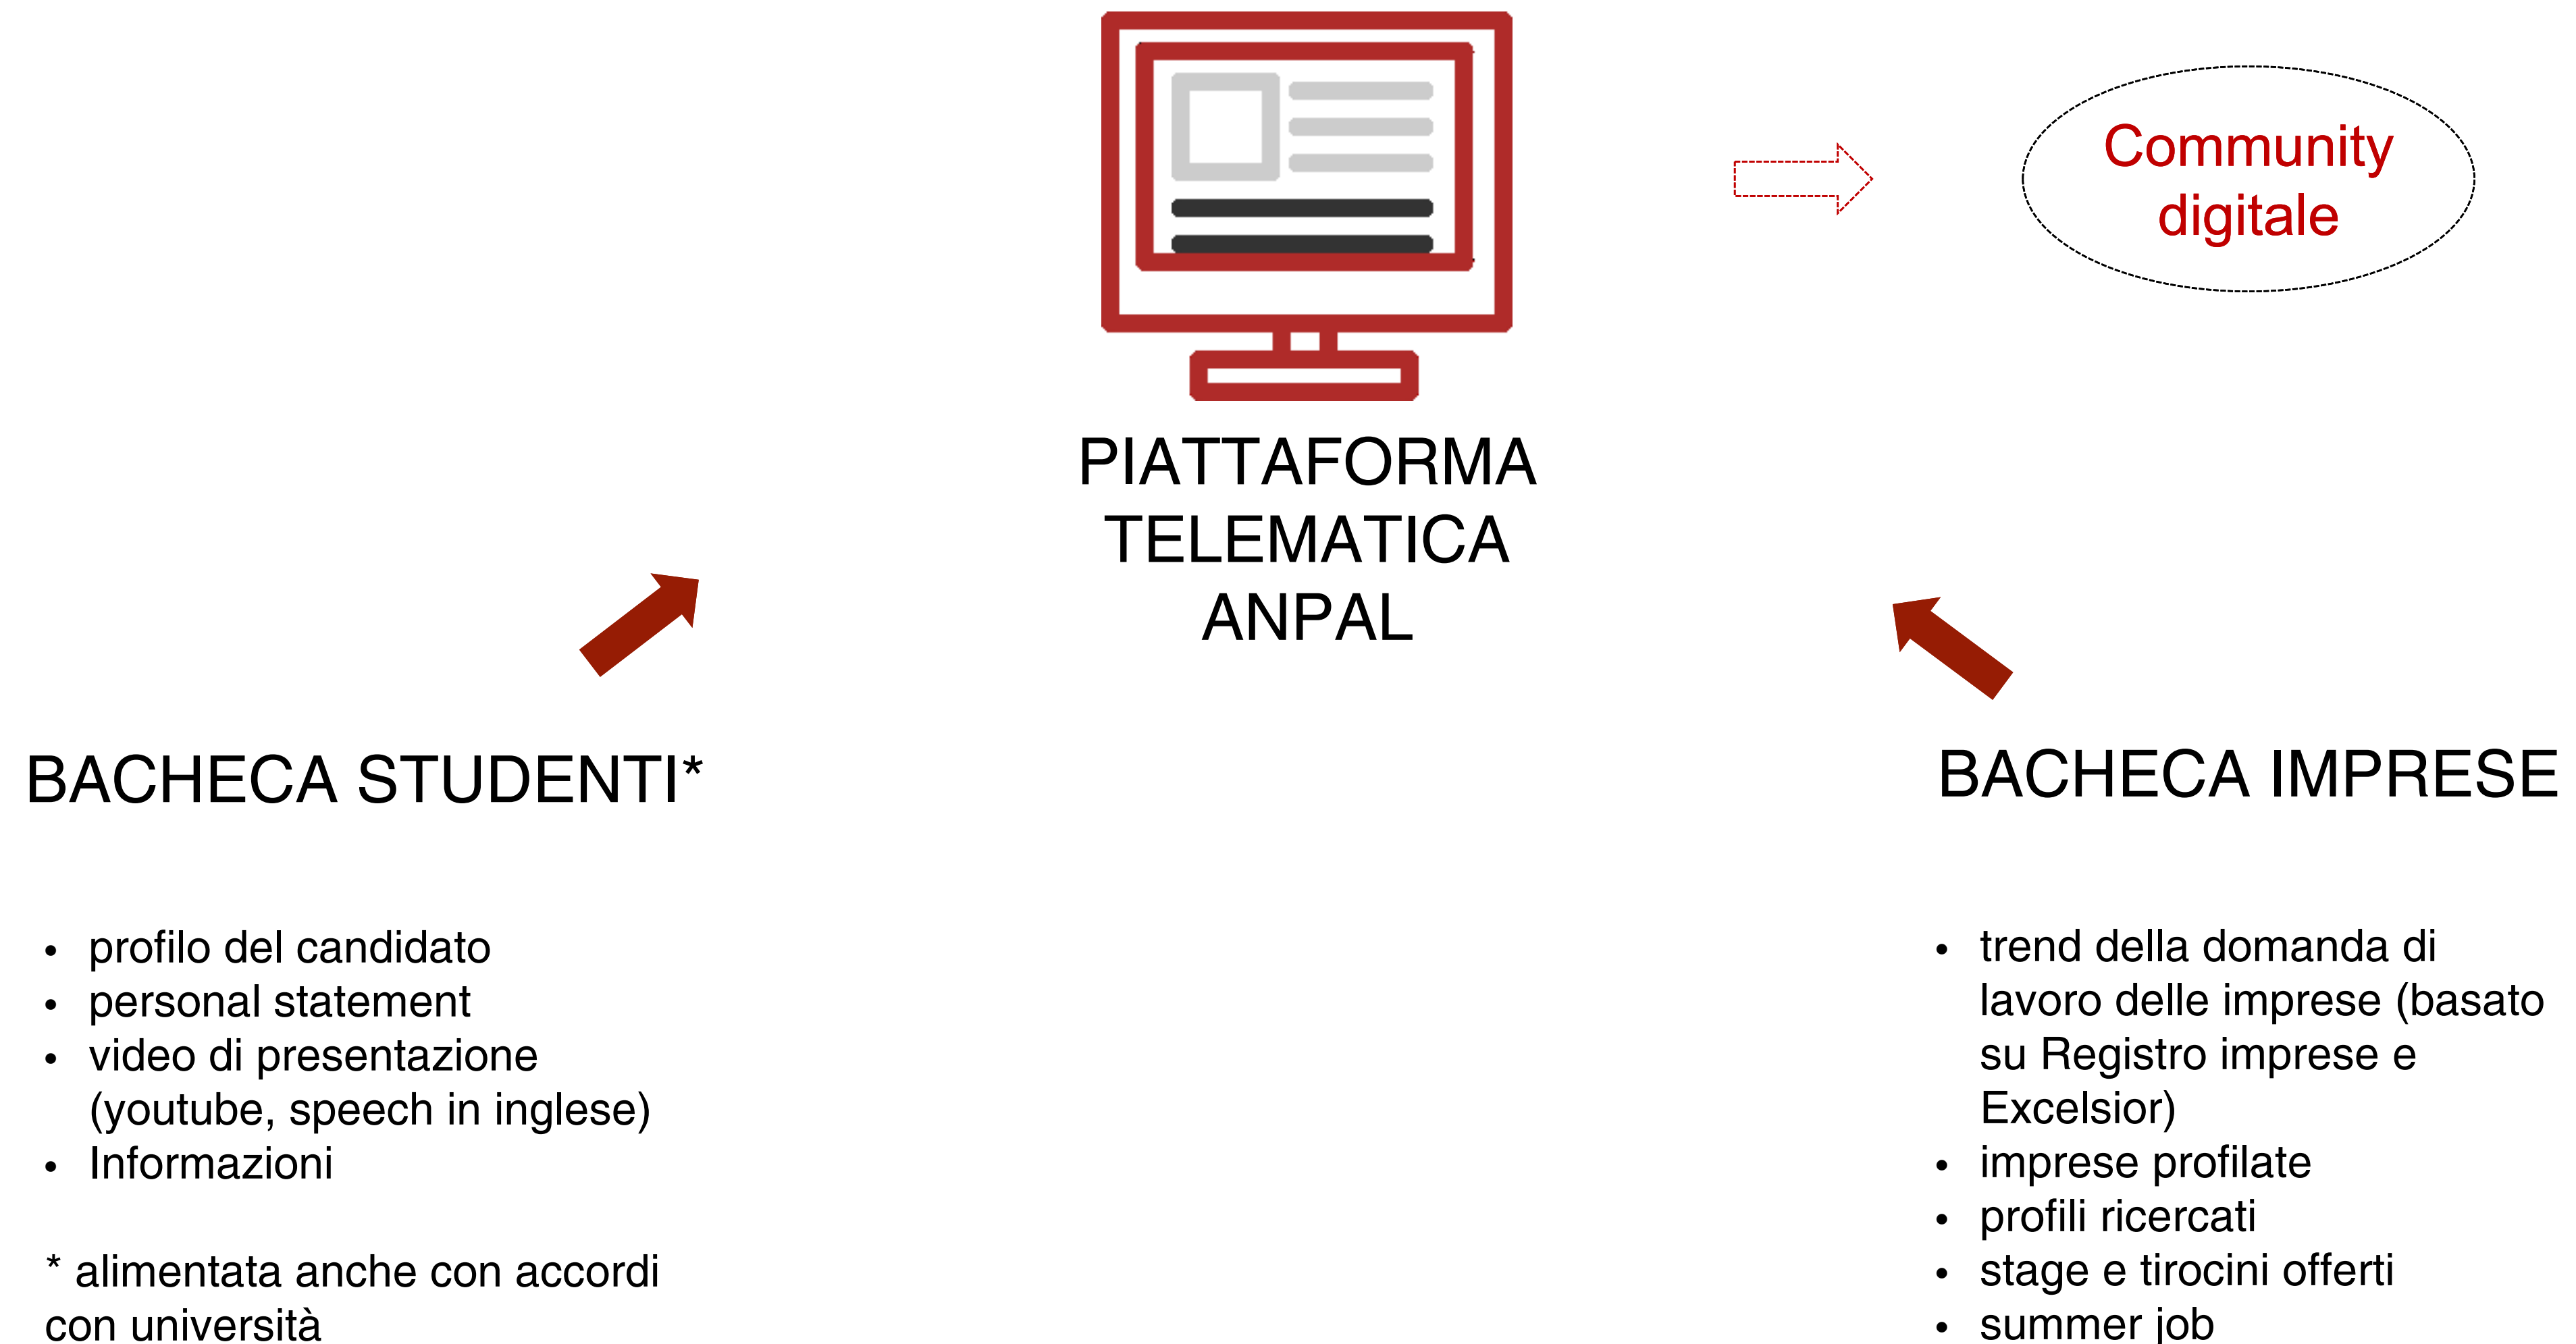 Community
digitale
PIATTAFORMA
TELEMATICA
ANPAL
BACHECA STUDENTI*
• profilo del candidato
• personal statement
• video di presentazione
(youtube, speech in inglese)
• Informazioni
* alimentata anche con accordi
con università
BACHECA IMPRESE
• trend della domanda di
lavoro delle imprese (basato
su Registro imprese e
Excelsior)
• imprese profilate
• profili ricercati
• stage e tirocini offerti
• summer job